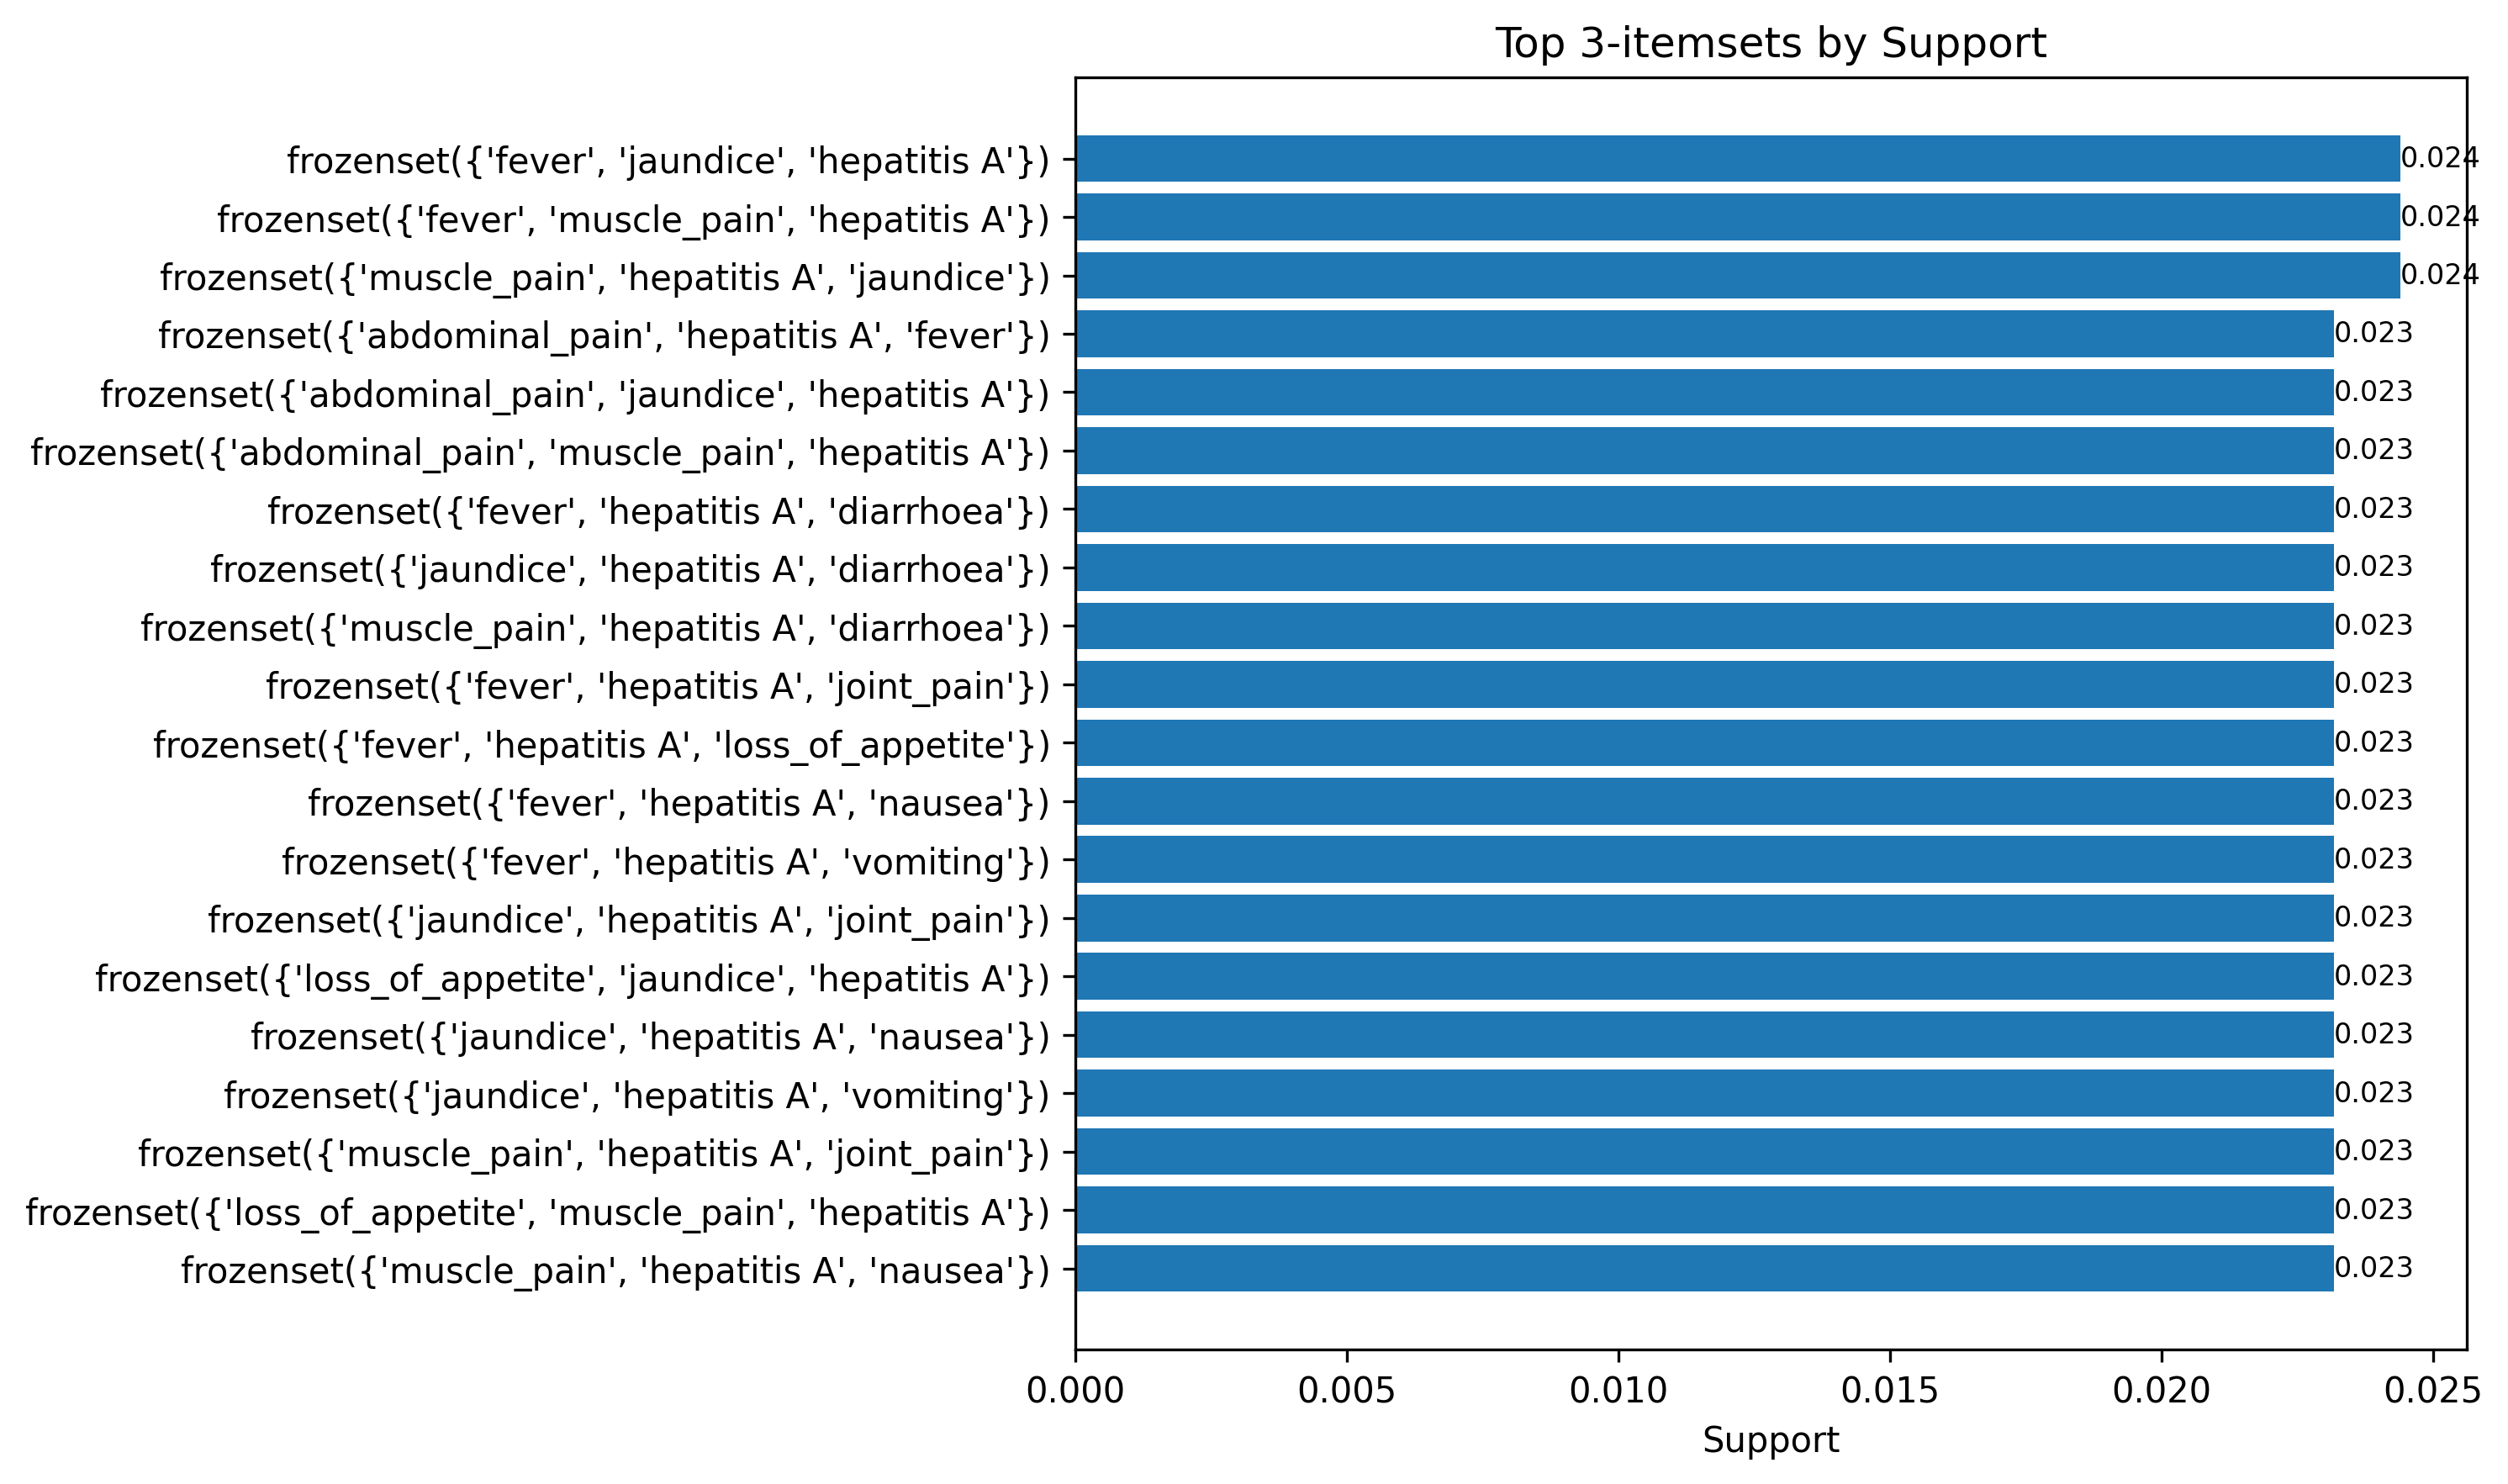 Top 3-itemsets by Support
frozenset({'fever', 'jaundice', 'hepatitis A'})
0.024
frozenset({'fever', 'muscle_pain', 'hepatitis A'})
0.024
frozenset({'muscle_pain', 'hepatitis A', 'jaundice'})
0.024
frozenset({'abdominal_pain', 'hepatitis A', 'fever'})
0.023
frozenset({'abdominal_pain', 'jaundice', 'hepatitis A'})
0.023
frozenset({'abdominal_pain', 'muscle_pain', 'hepatitis A'})
0.023
frozenset({'fever', 'hepatitis A', 'diarrhoea'})
0.023
frozenset({'jaundice', 'hepatitis A', 'diarrhoea'})
0.023
frozenset({'muscle_pain', 'hepatitis A', 'diarrhoea'})
0.023
frozenset({'fever', 'hepatitis A', 'joint_pain'})
0.023
frozenset({'fever', 'hepatitis A', 'loss_of_appetite'})
0.023
frozenset({'fever', 'hepatitis A', 'nausea'})
0.023
frozenset({'fever', 'hepatitis A', 'vomiting'})
0.023
frozenset({'jaundice', 'hepatitis A', 'joint_pain'})
0.023
frozenset({'loss_of_appetite', 'jaundice', 'hepatitis A'})
0.023
frozenset({'jaundice', 'hepatitis A', 'nausea'})
0.023
frozenset({'jaundice', 'hepatitis A', 'vomiting'})
0.023
frozenset({'muscle_pain', 'hepatitis A', 'joint_pain'})
0.023
frozenset({'loss_of_appetite', 'muscle_pain', 'hepatitis A'})
0.023
frozenset({'muscle_pain', 'hepatitis A', 'nausea'})
0.023
0.000 0.005 0.010 0.015 0.020 0.025
Support